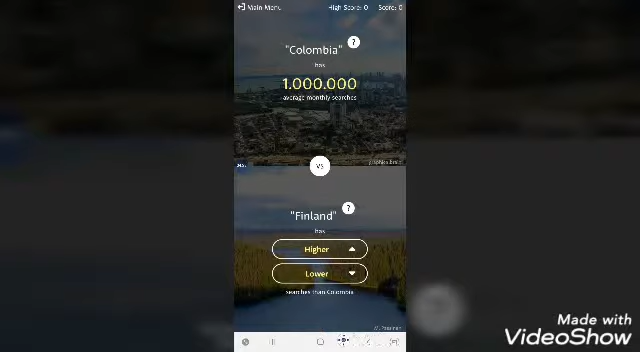 Main Menu
High Score: 0
Score: 0
"Colombia"
?
has
1.000.000
average monthly searches
VS
"Finland"
?
has
Higher
Lower
searches than Colombia
Made with
VideoShow